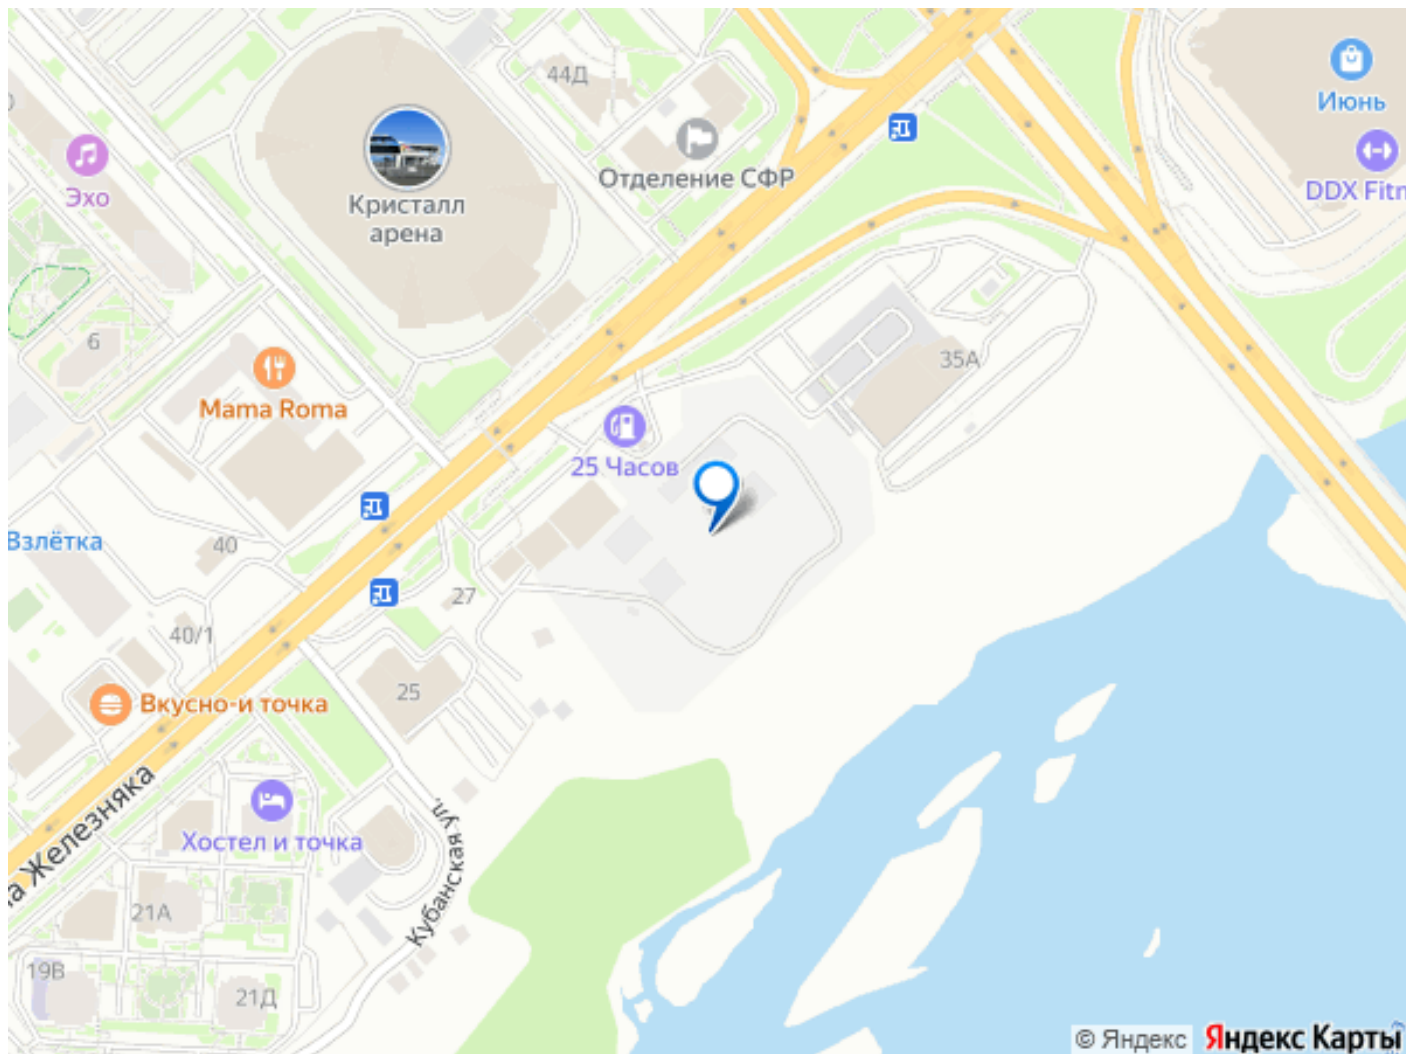 44Д
Июнь
Эхо
Отделение СФР
DDX Fitn
Кристалл
арена
6
35А
Mama Roma
25 Часов
Взлётка
40
27
40/1
25
Вкусно-и точка
Хостел и точка
а Железняка
Кубанская ул.
21А
19В
21Д
© Яндекс
Яндекс Карты